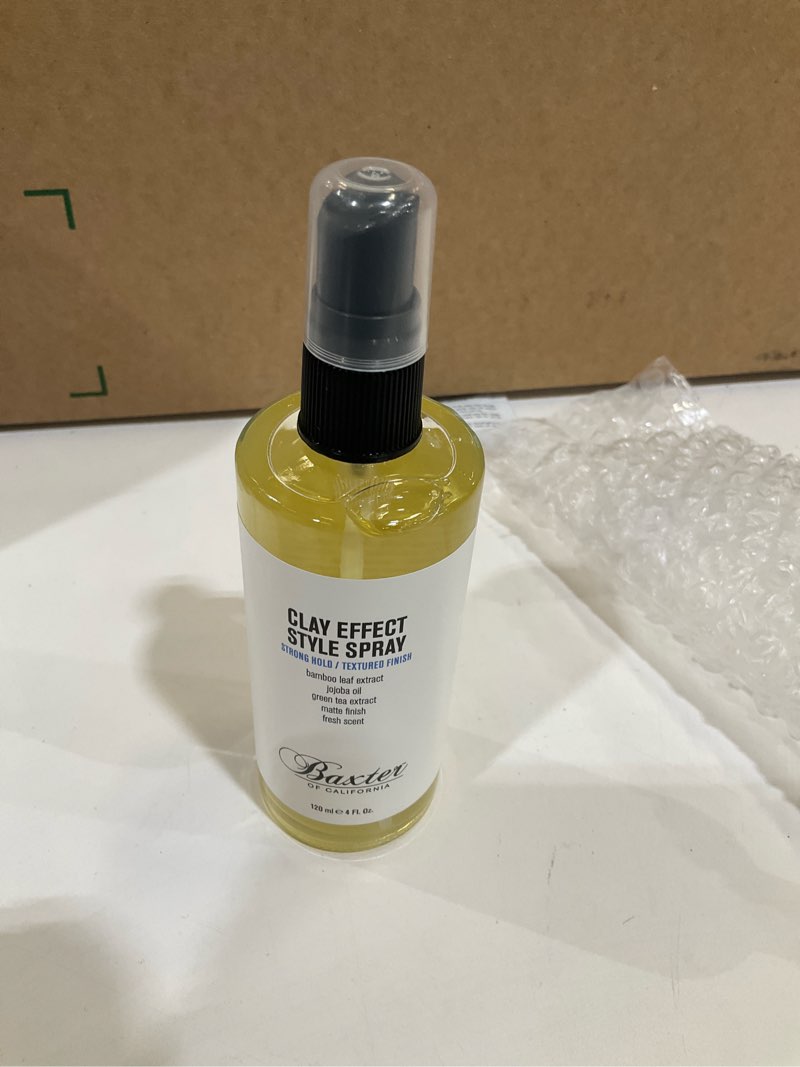 CLAY EFFECT
STYLE SPRAY
STRONG HOLD / TEXTURED FINISH
bamboo leaf extract
jojoba oil
green tea extract
matte finish
fresh scent
Baxter
OF CALIFORNIA
120 ml ℮ 4 FL Oz.